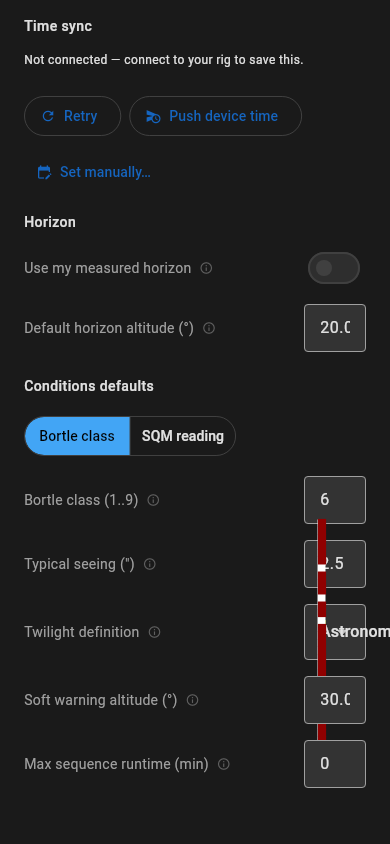 Time sync
Not connected — connect to your rig to save this.
Retry
Push device time
Set manually…
Horizon
Use my measured horizon
Default horizon altitude (°)
20.0
Conditions defaults
Bortle class
SQM reading
Bortle class (1..9)
6
Typical seeing (")
2.5
Twilight definition
Astronom
Soft warning altitude (°)
30.0
Max sequence runtime (min)
0